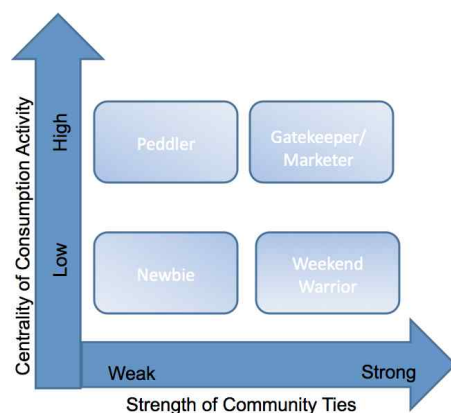 Centrality of Consumption Activity
High
Low
Peddler
Gatekeeper/
Marketer
Newbie
Weekend
Warrior
Weak
Strong
Strength of Community Ties